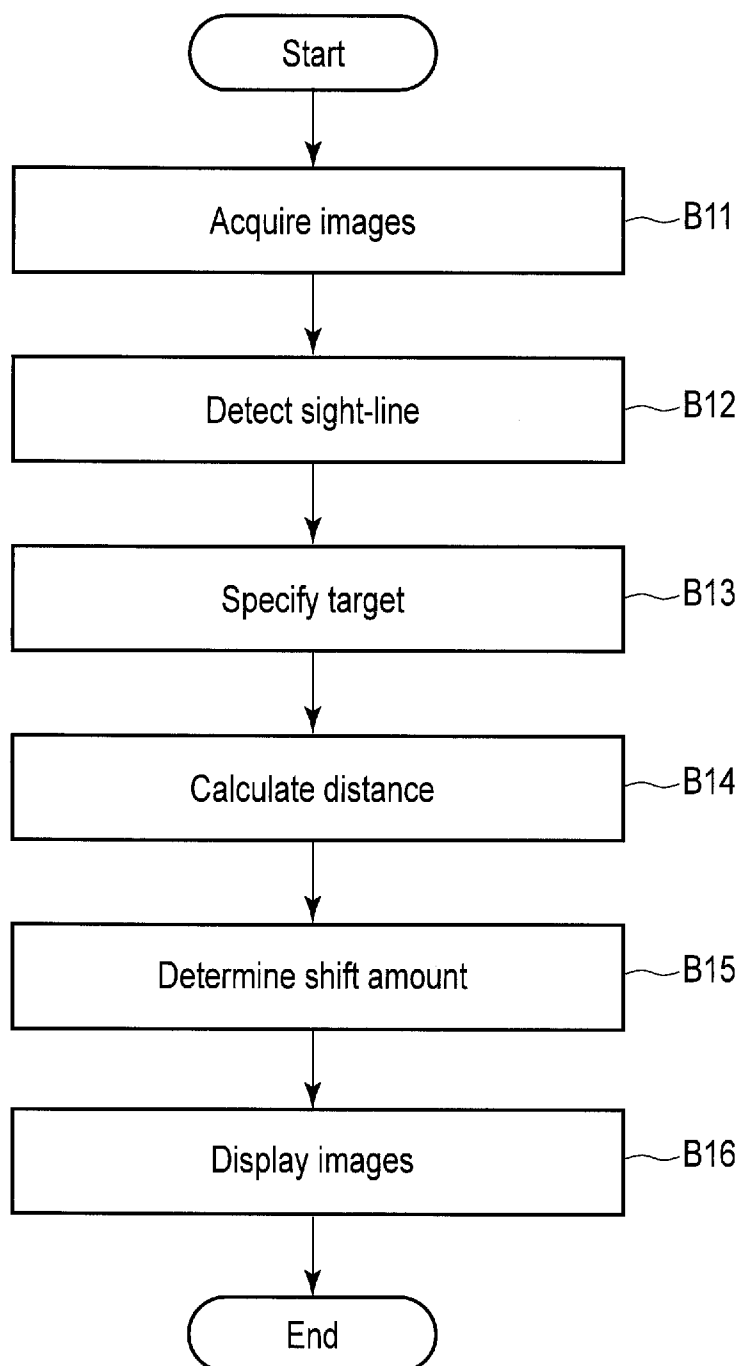 Start
Acquire images
B11
Detect sight-line
B12
Specify target
B13
Calculate distance
B14
Determine shift amount
B15
Display images
B16
End